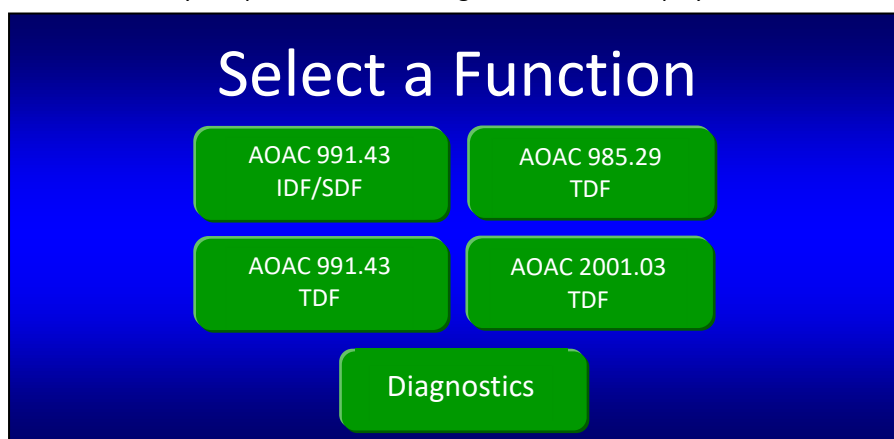 Select a Function
AOAC 991.43
IDF/SDF
AOAC 985.29
TDF
AOAC 991.43
TDF
AOAC 2001.03
TDF
Diagnostics